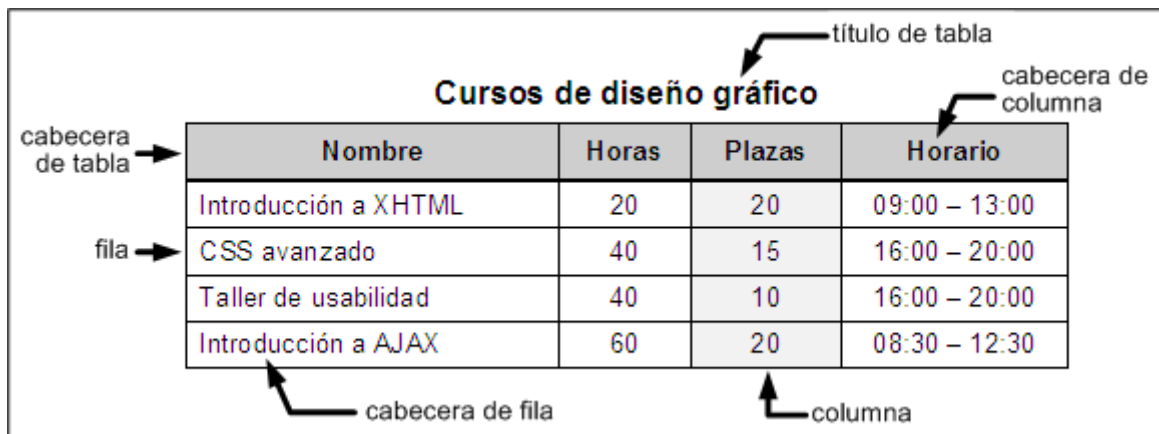 título de tabla
Cursos de diseño gráfico
cabecera de
columna
cabecera
de tabla
Nombre Horas Plazas Horario
Introducción a XHTML 20 20 09:00 – 13:00
fila
CSS avanzado 40 15 16:00 – 20:00
Taller de usabilidad 40 10 16:00 – 20:00
Introducción a AJAX 60 20 08:30 – 12:30
cabecera de fila
columna